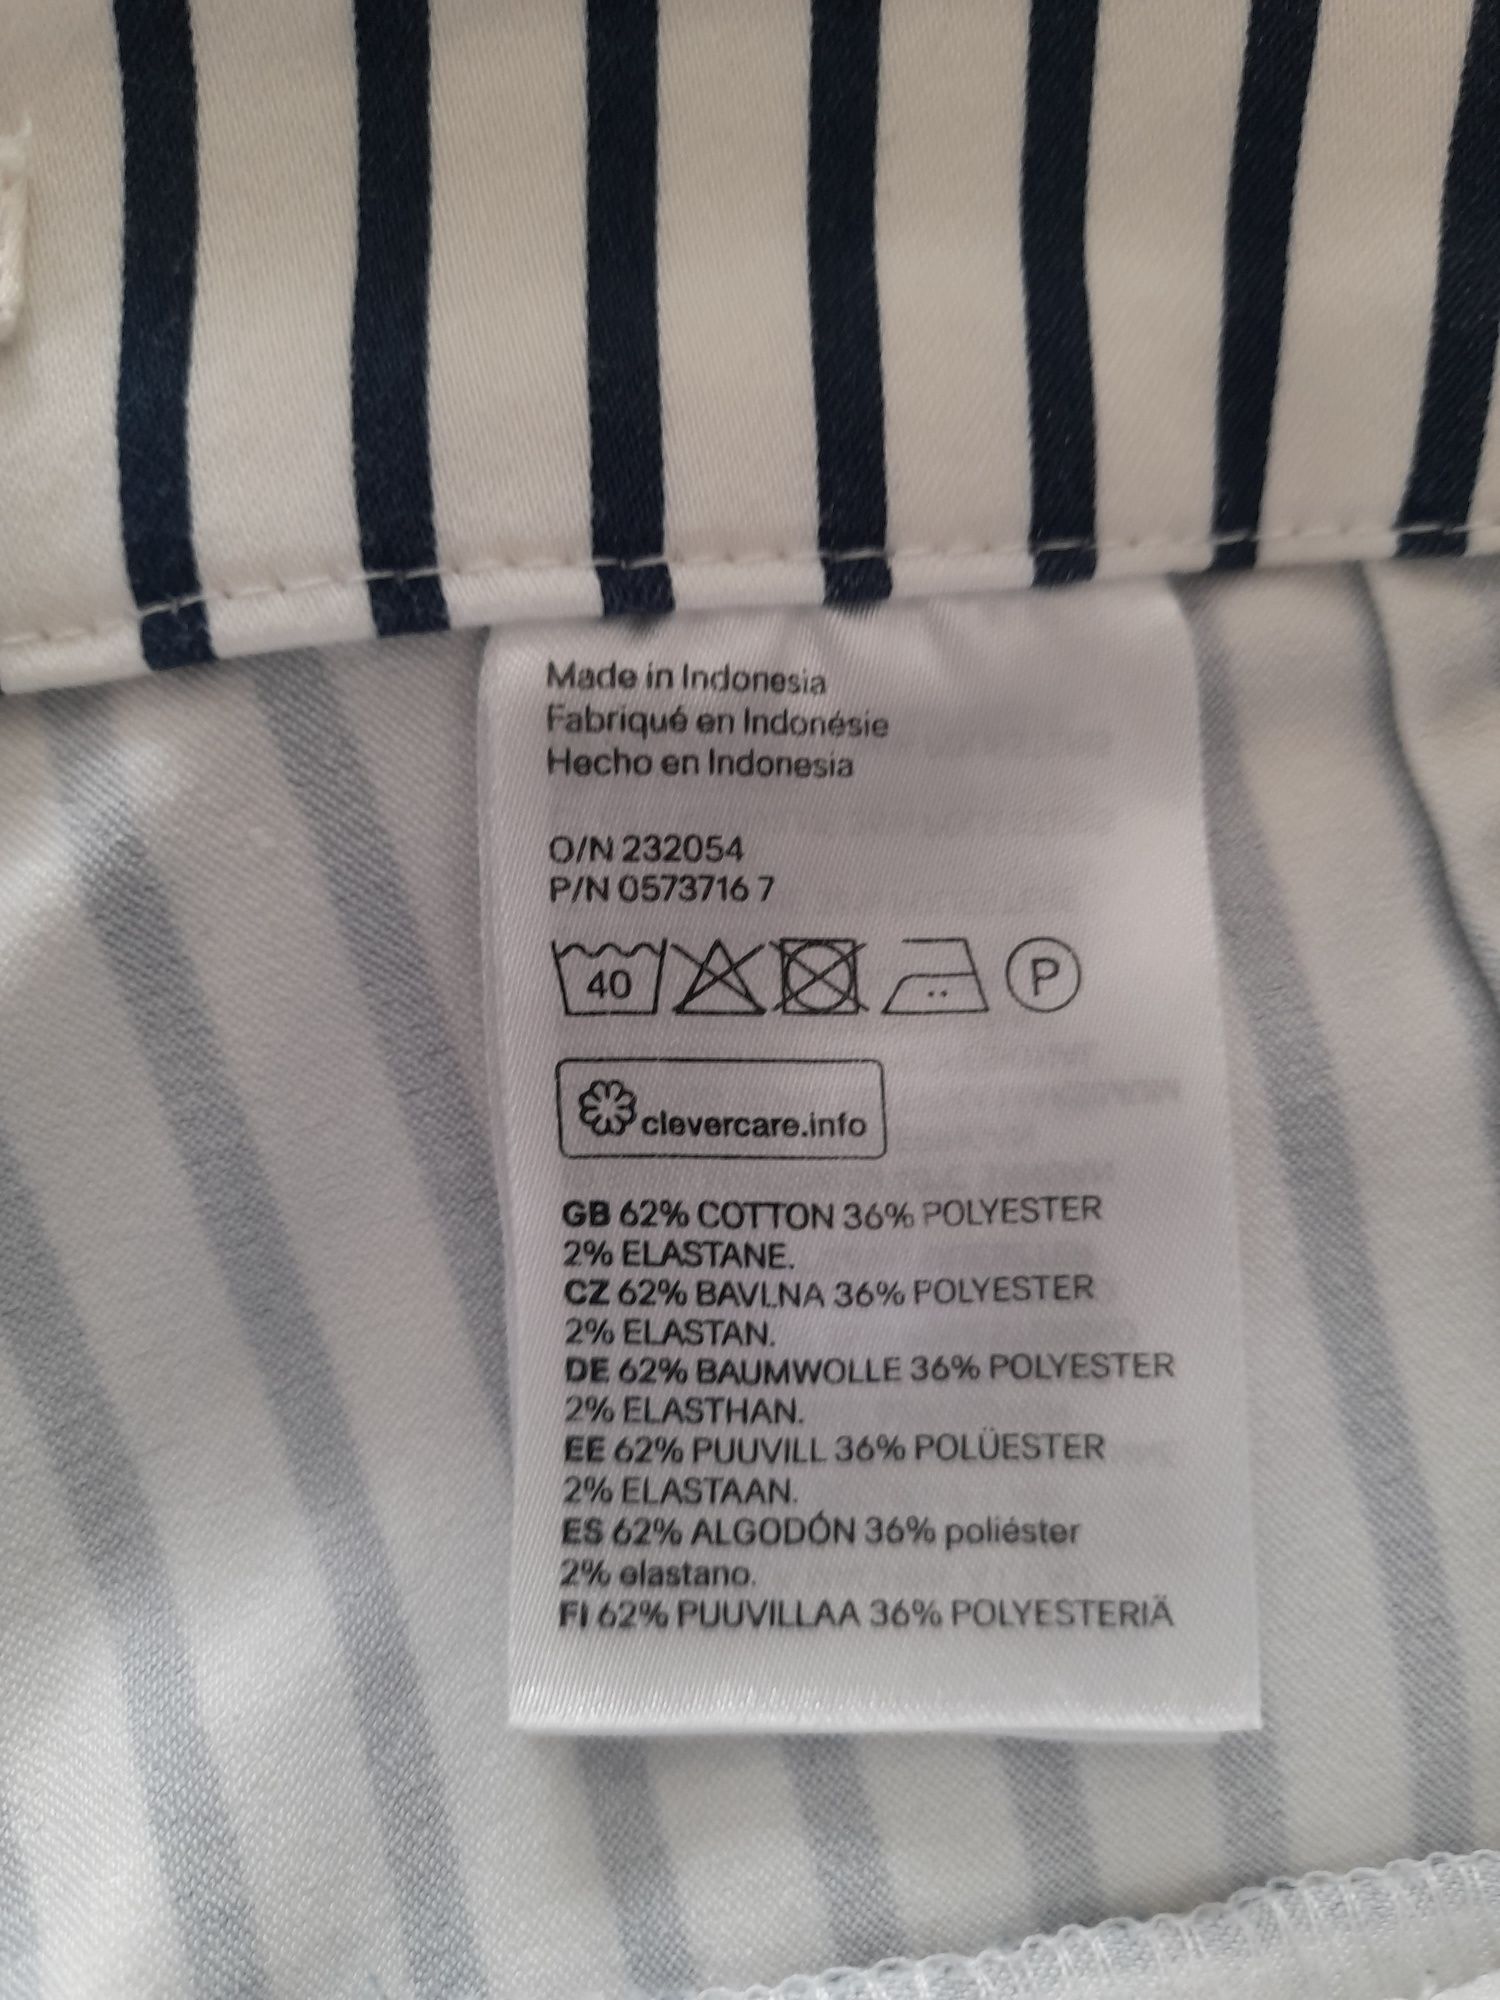 Made in Indonesia
Fabriqué en Indonésie
Hecho en Indonesia
O/N 232054
P/N 0573716 7
40 P
clevercare.info
GB 62% COTTON 36% POLYESTER
2% ELASTANE.
CZ 62% BAVLNA 36% POLYESTER
2% ELASTAN.
DE 62% BAUMWOLLE 36% POLYESTER
2% ELASTHAN.
EE 62% PUUVILL 36% POLÜESTER
2% ELASTAAN.
ES 62% ALGODÓN 36% poliéster
2% elastano.
FI 62% PUUVILLAA 36% POLYESTERIÄ